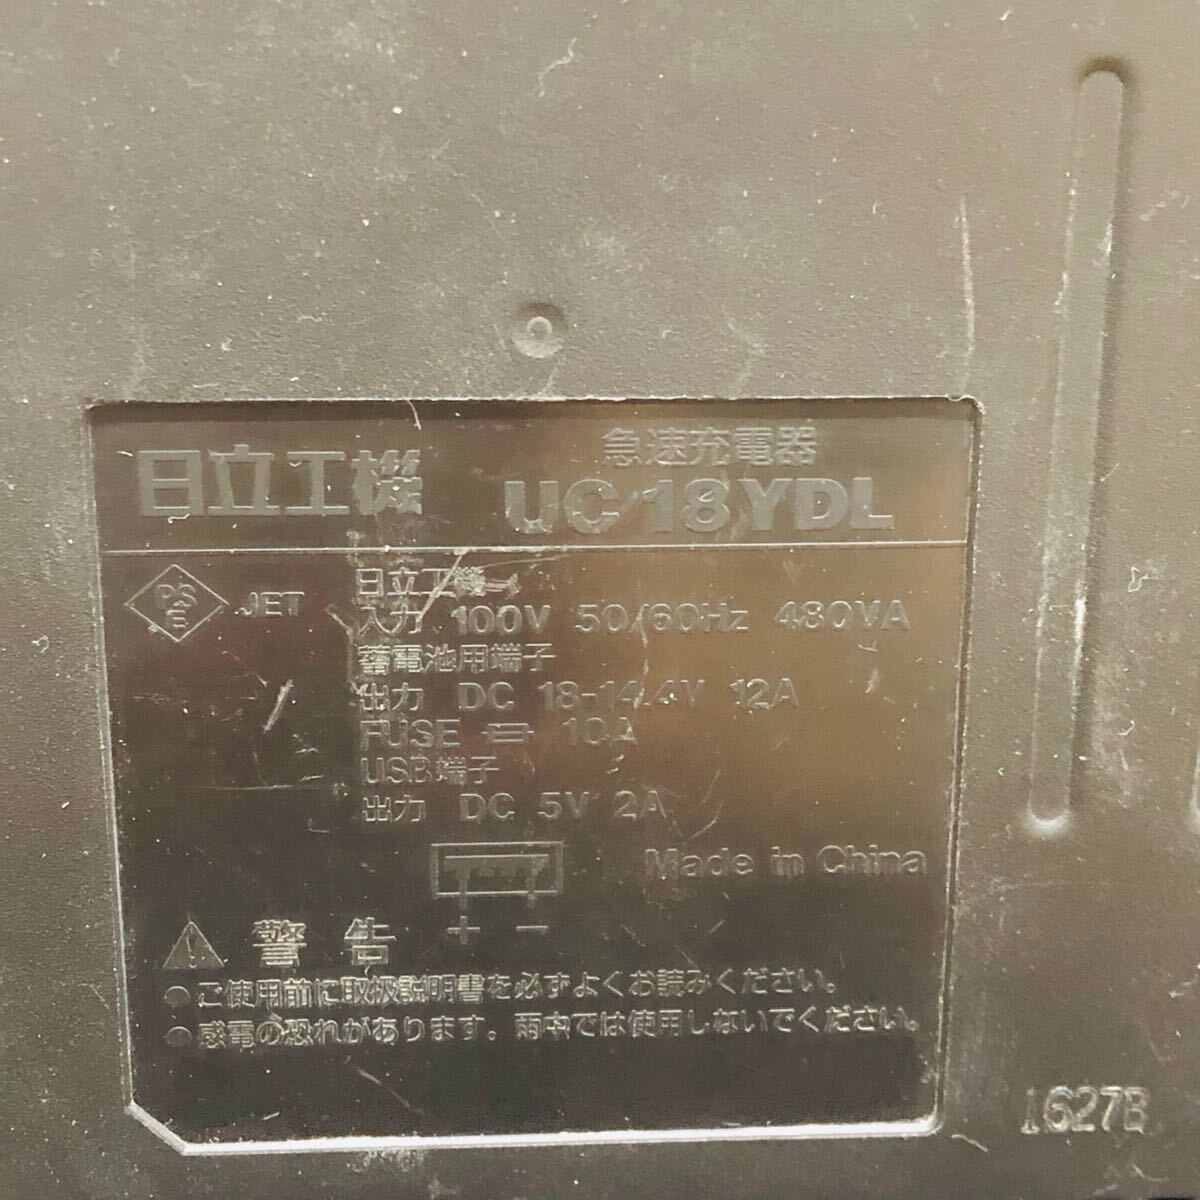 日立工機
急速充電器
UC18YDL
PS
E
JET
日立工機-1
入力 100V 50/60Hz 480VA
蓄電池用端子
出力 DC 18-14.4V 12A
FUSE 10A
USB端子
出力 DC 5V 2A
Made in China
+ −
警告
●ご使用前に取扱説明書を必ずよくお読みください.
●感電の恐れがあります. 雨中では使用しないでください.
1627B